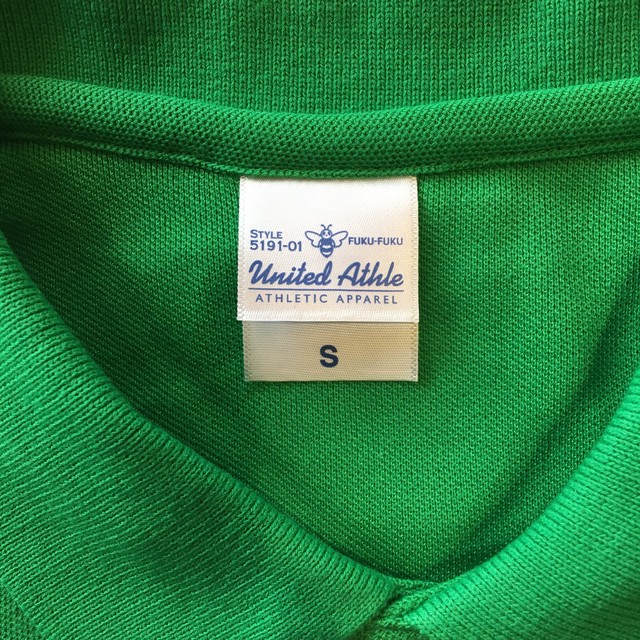 STYLE
5191-01 FUKU-FUKU
United Athle
ATHLETIC APPAREL
S